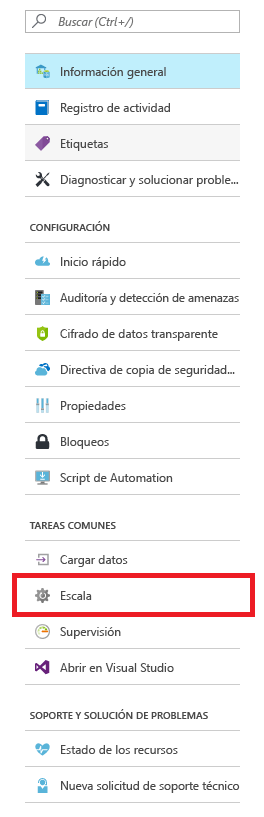 Buscar (Ctrl+/)
Información general
Registro de actividad
Etiquetas
Diagnosticar y solucionar proble...
CONFIGURACIÓN
Inicio rápido
Auditoría y detección de amenazas
Cifrado de datos transparente
Directiva de copia de seguridad...
Propiedades
Bloqueos
Script de Automation
TAREAS COMUNES
Cargar datos
Escala
Supervisión
Abrir en Visual Studio
SOPORTE Y SOLUCIÓN DE PROBLEMAS
Estado de los recursos
Nueva solicitud de soporte técnico